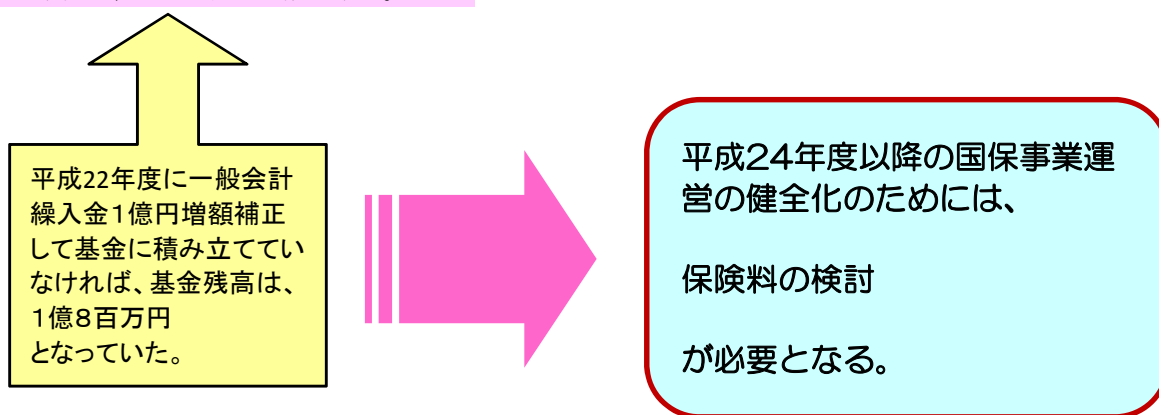 平成22年度に一般会計
繰入金1億円増額補正
して基金に積み立ててい
なければ、基金残高は、
1億8百万円
となっていた。
平成24年度以降の国保事業運
営の健全化のためには、
保険料の検討
が必要となる。